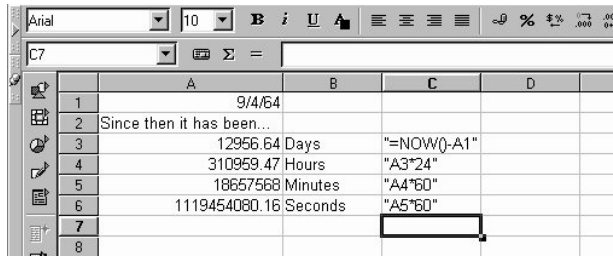 Arial 10 B i U A % $% .000 .0
C7 Σ =
A B C D
1 9/4/64
2 Since then it has been...
3 12956.64 Days "=NOW()-A1"
4 310959.47 Hours "A3*24"
5 18657568 Minutes "A4*60"
6 1119454080.16 Seconds "A5*60"
7
8